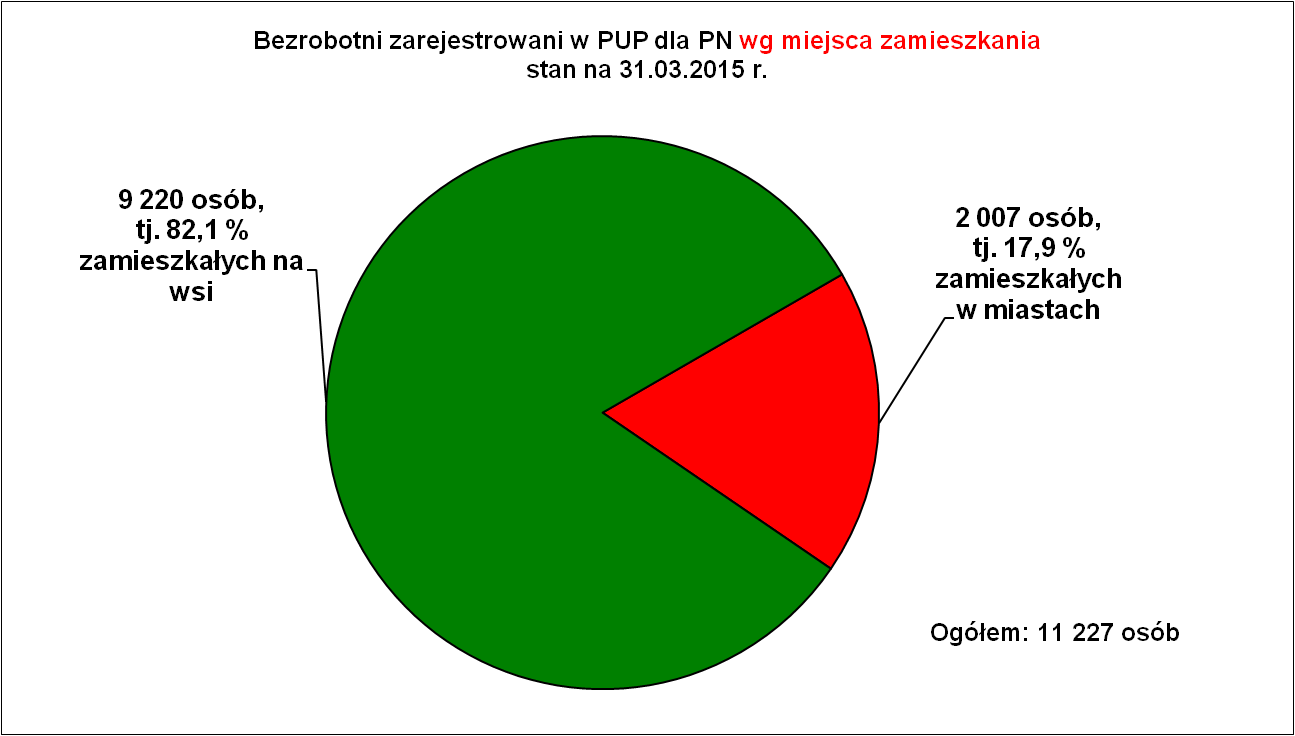 Bezrobotni zarejestrowani w PUP dla PN wg miejsca zamieszkania
stan na 31.03.2015 r.
9 220 osób,
tj. 82,1 %
zamieszkałych na
wsi
2 007 osób,
tj. 17,9 %
zamieszkałych
w miastach
Ogółem: 11 227 osób